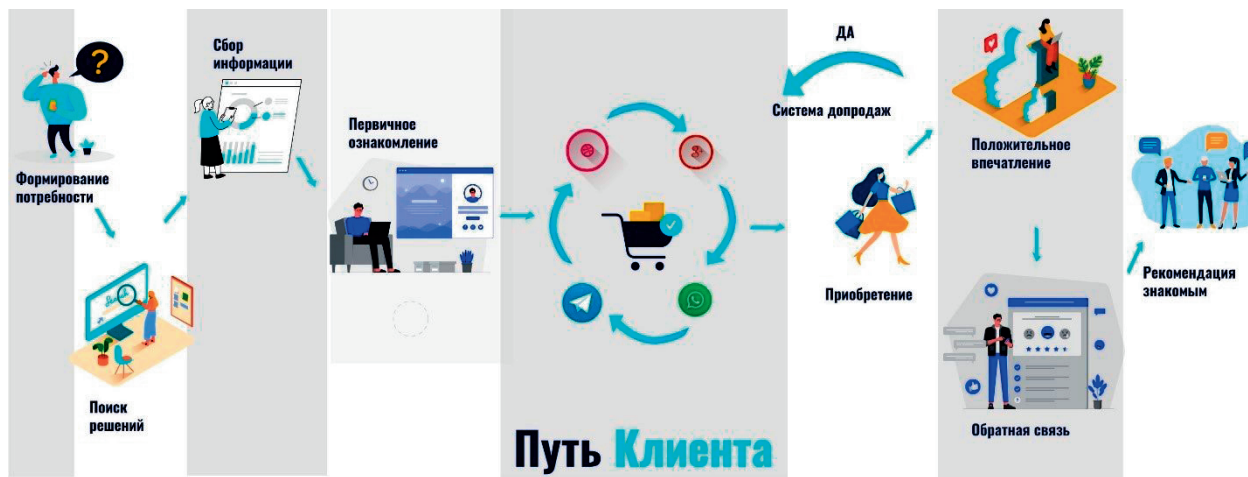 Формирование
потребности
Поиск
решений
Сбор
информации
Первичное
ознакомление
Путь Клиента
ДА
Система допродаж
Приобретение
Положительное
впечатление
Обратная связь
Рекомендация
знакомым
?